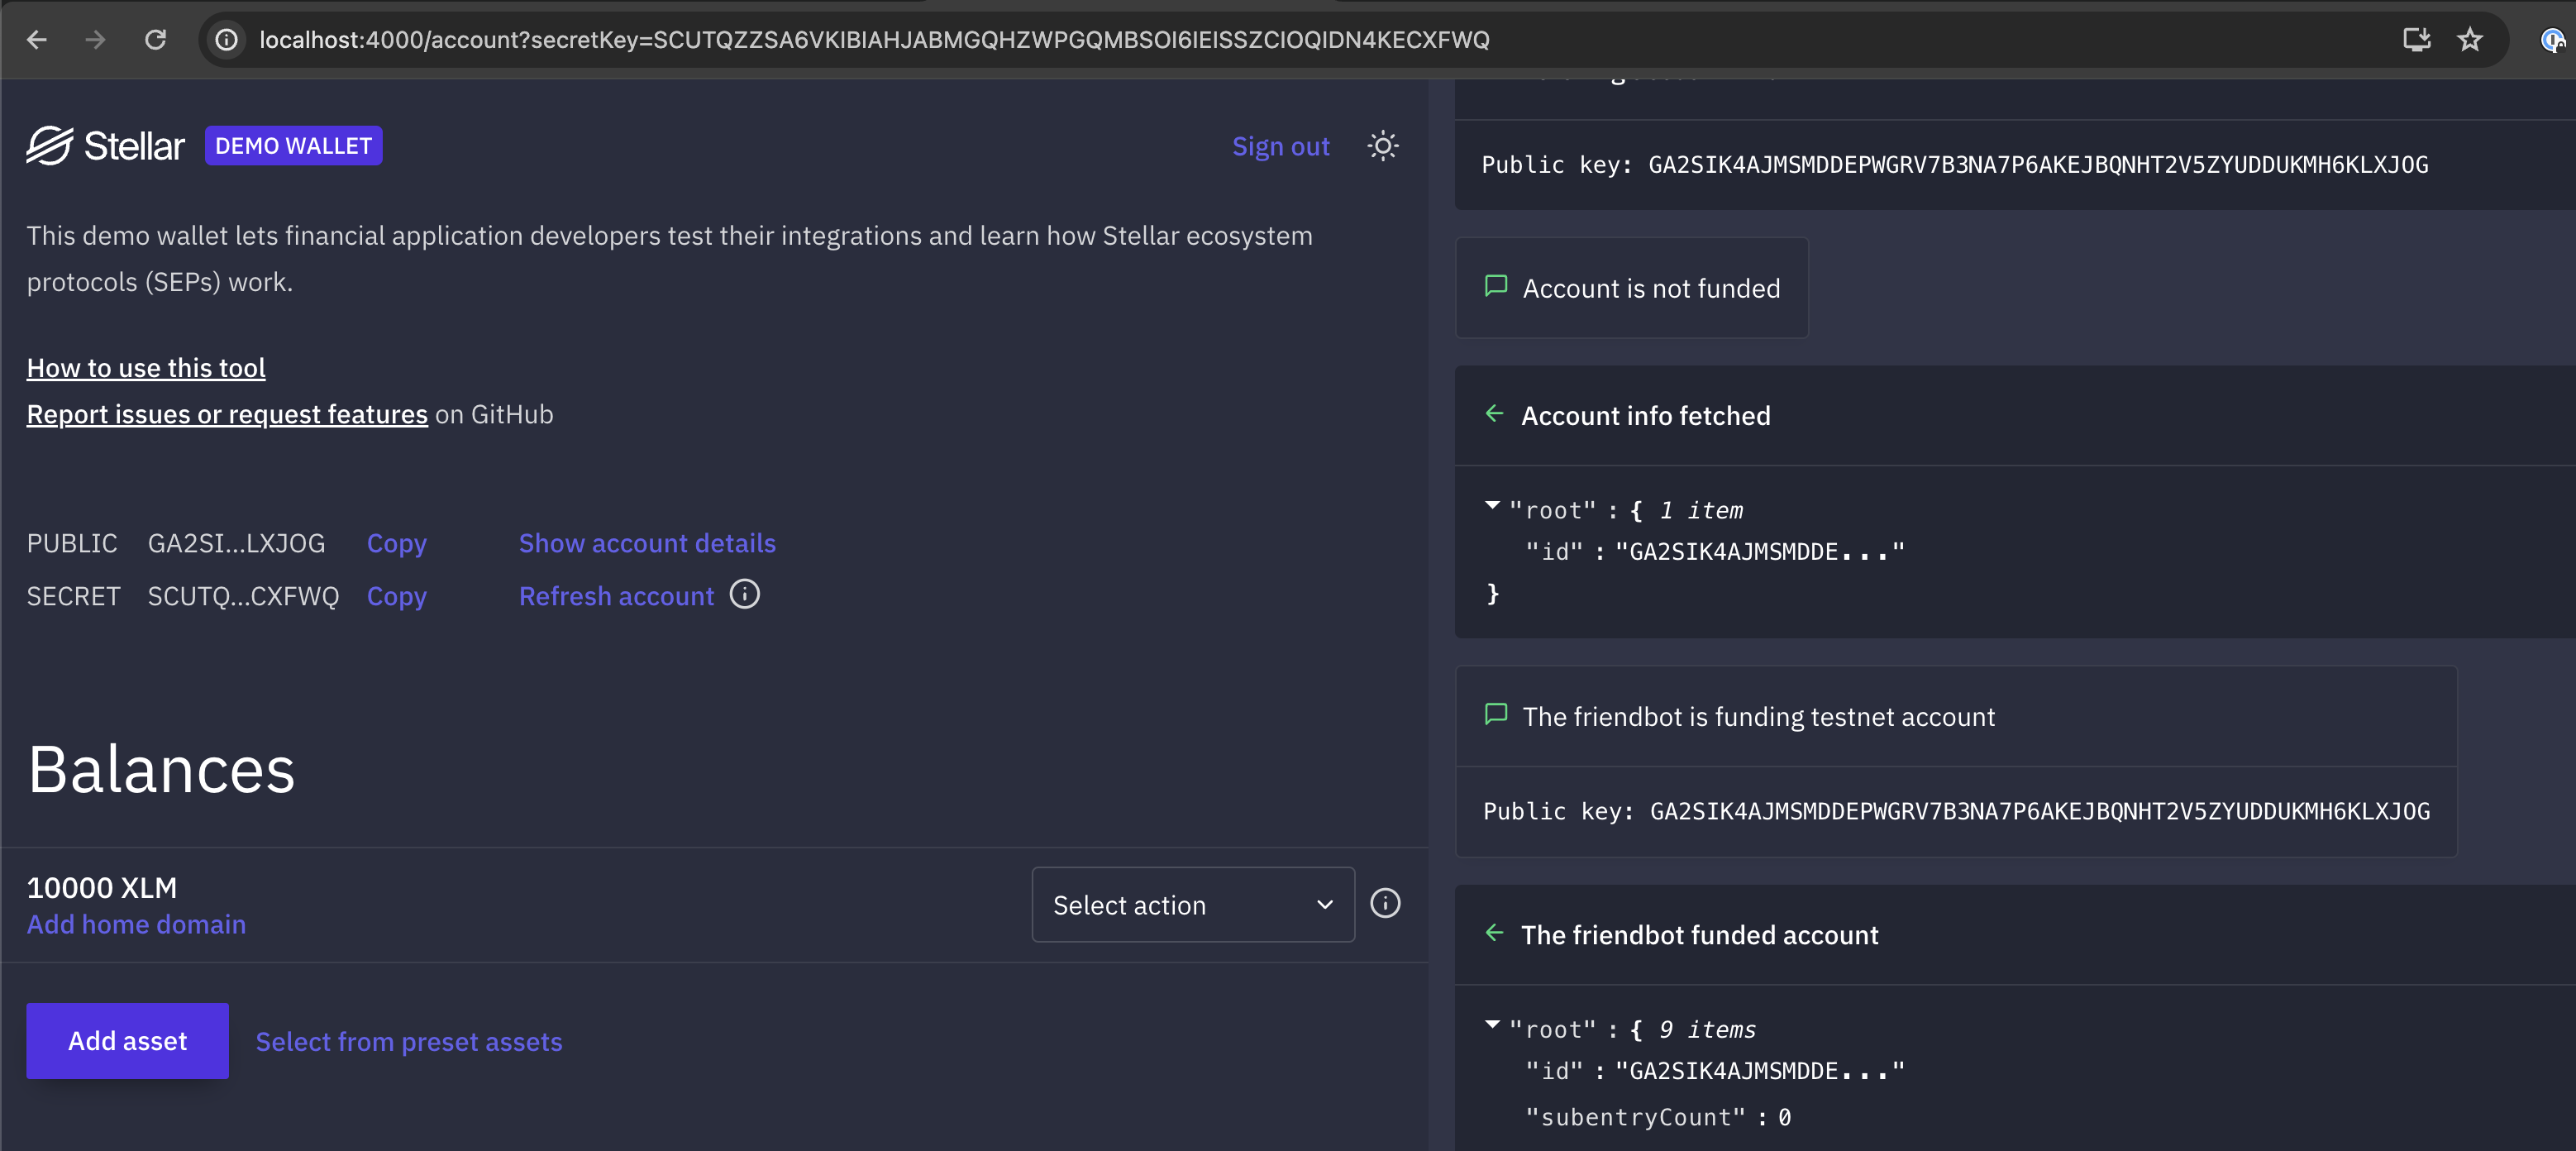 localhost:4000/account?secretKey=SCUTQZZSA6VKIBIAHJABMGQHZWPGQMBSOI6IEISSZCIOQIDN4KECXFWQ
Stellar DEMO WALLET
Sign out
This demo wallet lets financial application developers test their integrations and learn how Stellar ecosystem
protocols (SEPs) work.
How to use this tool
Report issues or request features on GitHub
PUBLIC GA2SI...LXJOG Copy Show account details
SECRET SCUTQ...CXFWQ Copy Refresh account
Balances
10000 XLM
Add home domain
Select action
Add asset Select from preset assets
Public key: GA2SIK4AJMSMDDEPWGRV7B3NA7P6AKEJBQNHT2V5ZYUDDUKMH6KLXJOG
Account is not funded
Account info fetched
"root" : { 1 item
"id" : "GA2SIK4AJMSMDDE..."
}
The friendbot is funding testnet account
Public key: GA2SIK4AJMSMDDEPWGRV7B3NA7P6AKEJBQNHT2V5ZYUDDUKMH6KLXJOG
The friendbot funded account
"root" : { 9 items
"id" : "GA2SIK4AJMSMDDE..."
"subentryCount" : 0